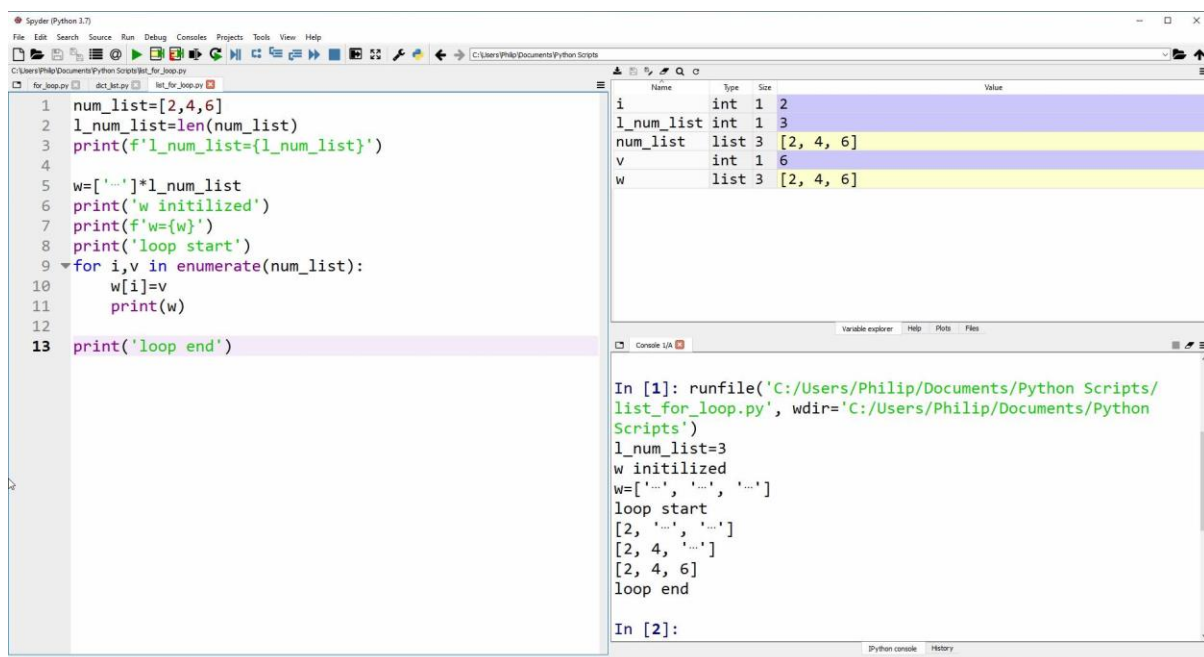 Spyder (Python 3.7)
File Edit Search Source Run Debug Consoles Projects Tools View Help
C:\Users\Philip\Documents\Python Scripts
C:\Users\Philip\Documents\Python Scripts\list_for_loop.py
for_loop.py dict_list.py list_for_loop.py
1 num_list=[2,4,6]
2 l_num_list=len(num_list)
3 print(f'l_num_list={l_num_list}')
4
5 w=['…']*l_num_list
6 print('w initilized')
7 print(f'w={w}')
8 print('loop start')
9 for i,v in enumerate(num_list):
10 w[i]=v
11 print(w)
12
13 print('loop end')
Name Type Size Value
i int 1 2
l_num_list int 1 3
num_list list 3 [2, 4, 6]
v int 1 6
w list 3 [2, 4, 6]
Variable explorer Help Plots Files
Console 1/A
In [1]: runfile('C:/Users/Philip/Documents/Python Scripts/
list_for_loop.py', wdir='C:/Users/Philip/Documents/Python
Scripts')
l_num_list=3
w initilized
w=['…', '…', '…']
loop start
[2, '…', '…']
[2, 4, '…']
[2, 4, 6]
loop end
In [2]:
IPython console History